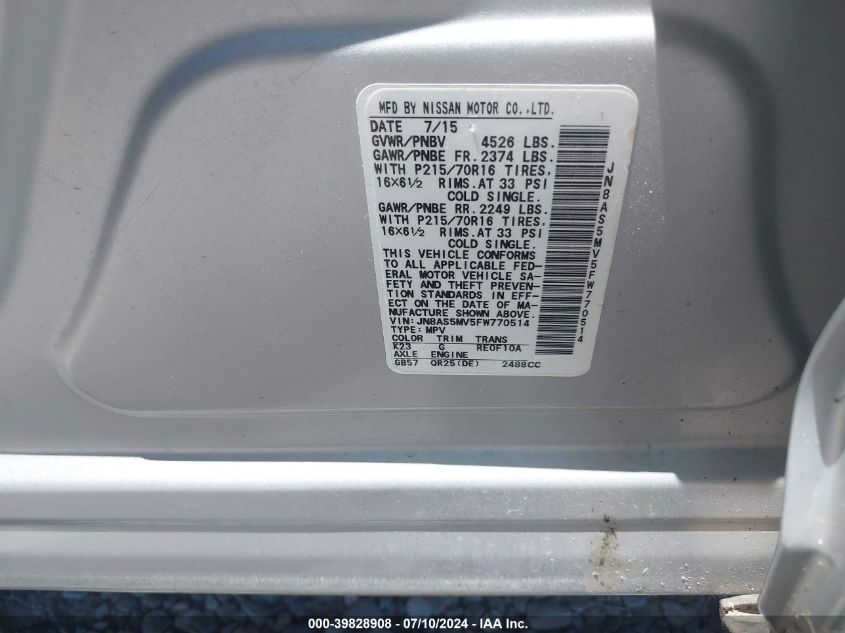 MFD BY NISSAN MOTOR CO.,LTD.
DATE 7/15
GVWR/PNBV 4526 LBS.
GAWR/PNBE FR. 2374 LBS.
WITH P215/70R16 TIRES,
16X6½ RIMS.AT 33 PSI
COLD SINGLE.
GAWR/PNBE RR. 2249 LBS.
WITH P215/70R16 TIRES,
16X6½ RIMS.AT 33 PSI
COLD SINGLE.
THIS VEHICLE CONFORMS
TO ALL APPLICABLE FED-
ERAL MOTOR VEHICLE SA-
FETY AND THEFT PREVEN-
TION STANDARDS IN EFF-
ECT ON THE DATE OF MA-
NUFACTURE SHOWN ABOVE.
VIN:JN8AS5MV5FW770514
TYPE:MPV
COLOR TRIM TRANS
K23 G RE0F10A
AXLE ENGINE
GB57 QR25(DE) 2488CC
JN8AS5MV5FW770514
000-39828908 - 07/10/2024 - IAAI.com